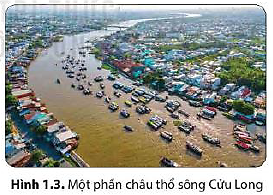 Hình 1.3. Một phần châu thổ sông Cửu Long